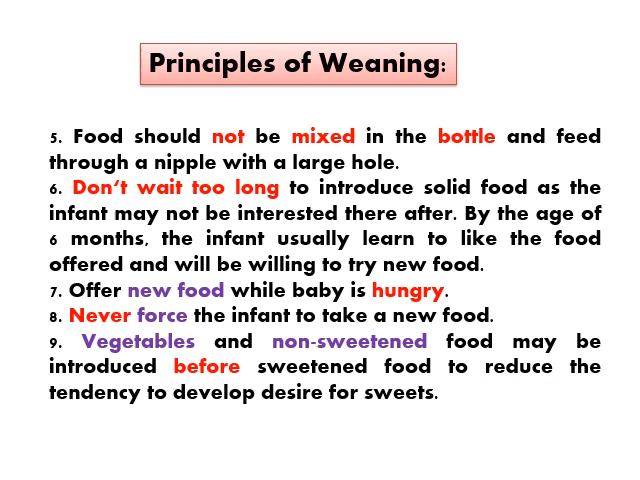 Principles of Weaning:
5. Food should not be mixed in the bottle and feed
through a nipple with a large hole.
6. Don't wait too long to introduce solid food as the
infant may not be interested there after. By the age of
6 months, the infant usually learn to like the food
offered and will be willing to try new food.
7. Offer new food while baby is hungry.
8. Never force the infant to take a new food.
9. Vegetables and non-sweetened food may be
introduced before sweetened food to reduce the
tendency to develop desire for sweets.